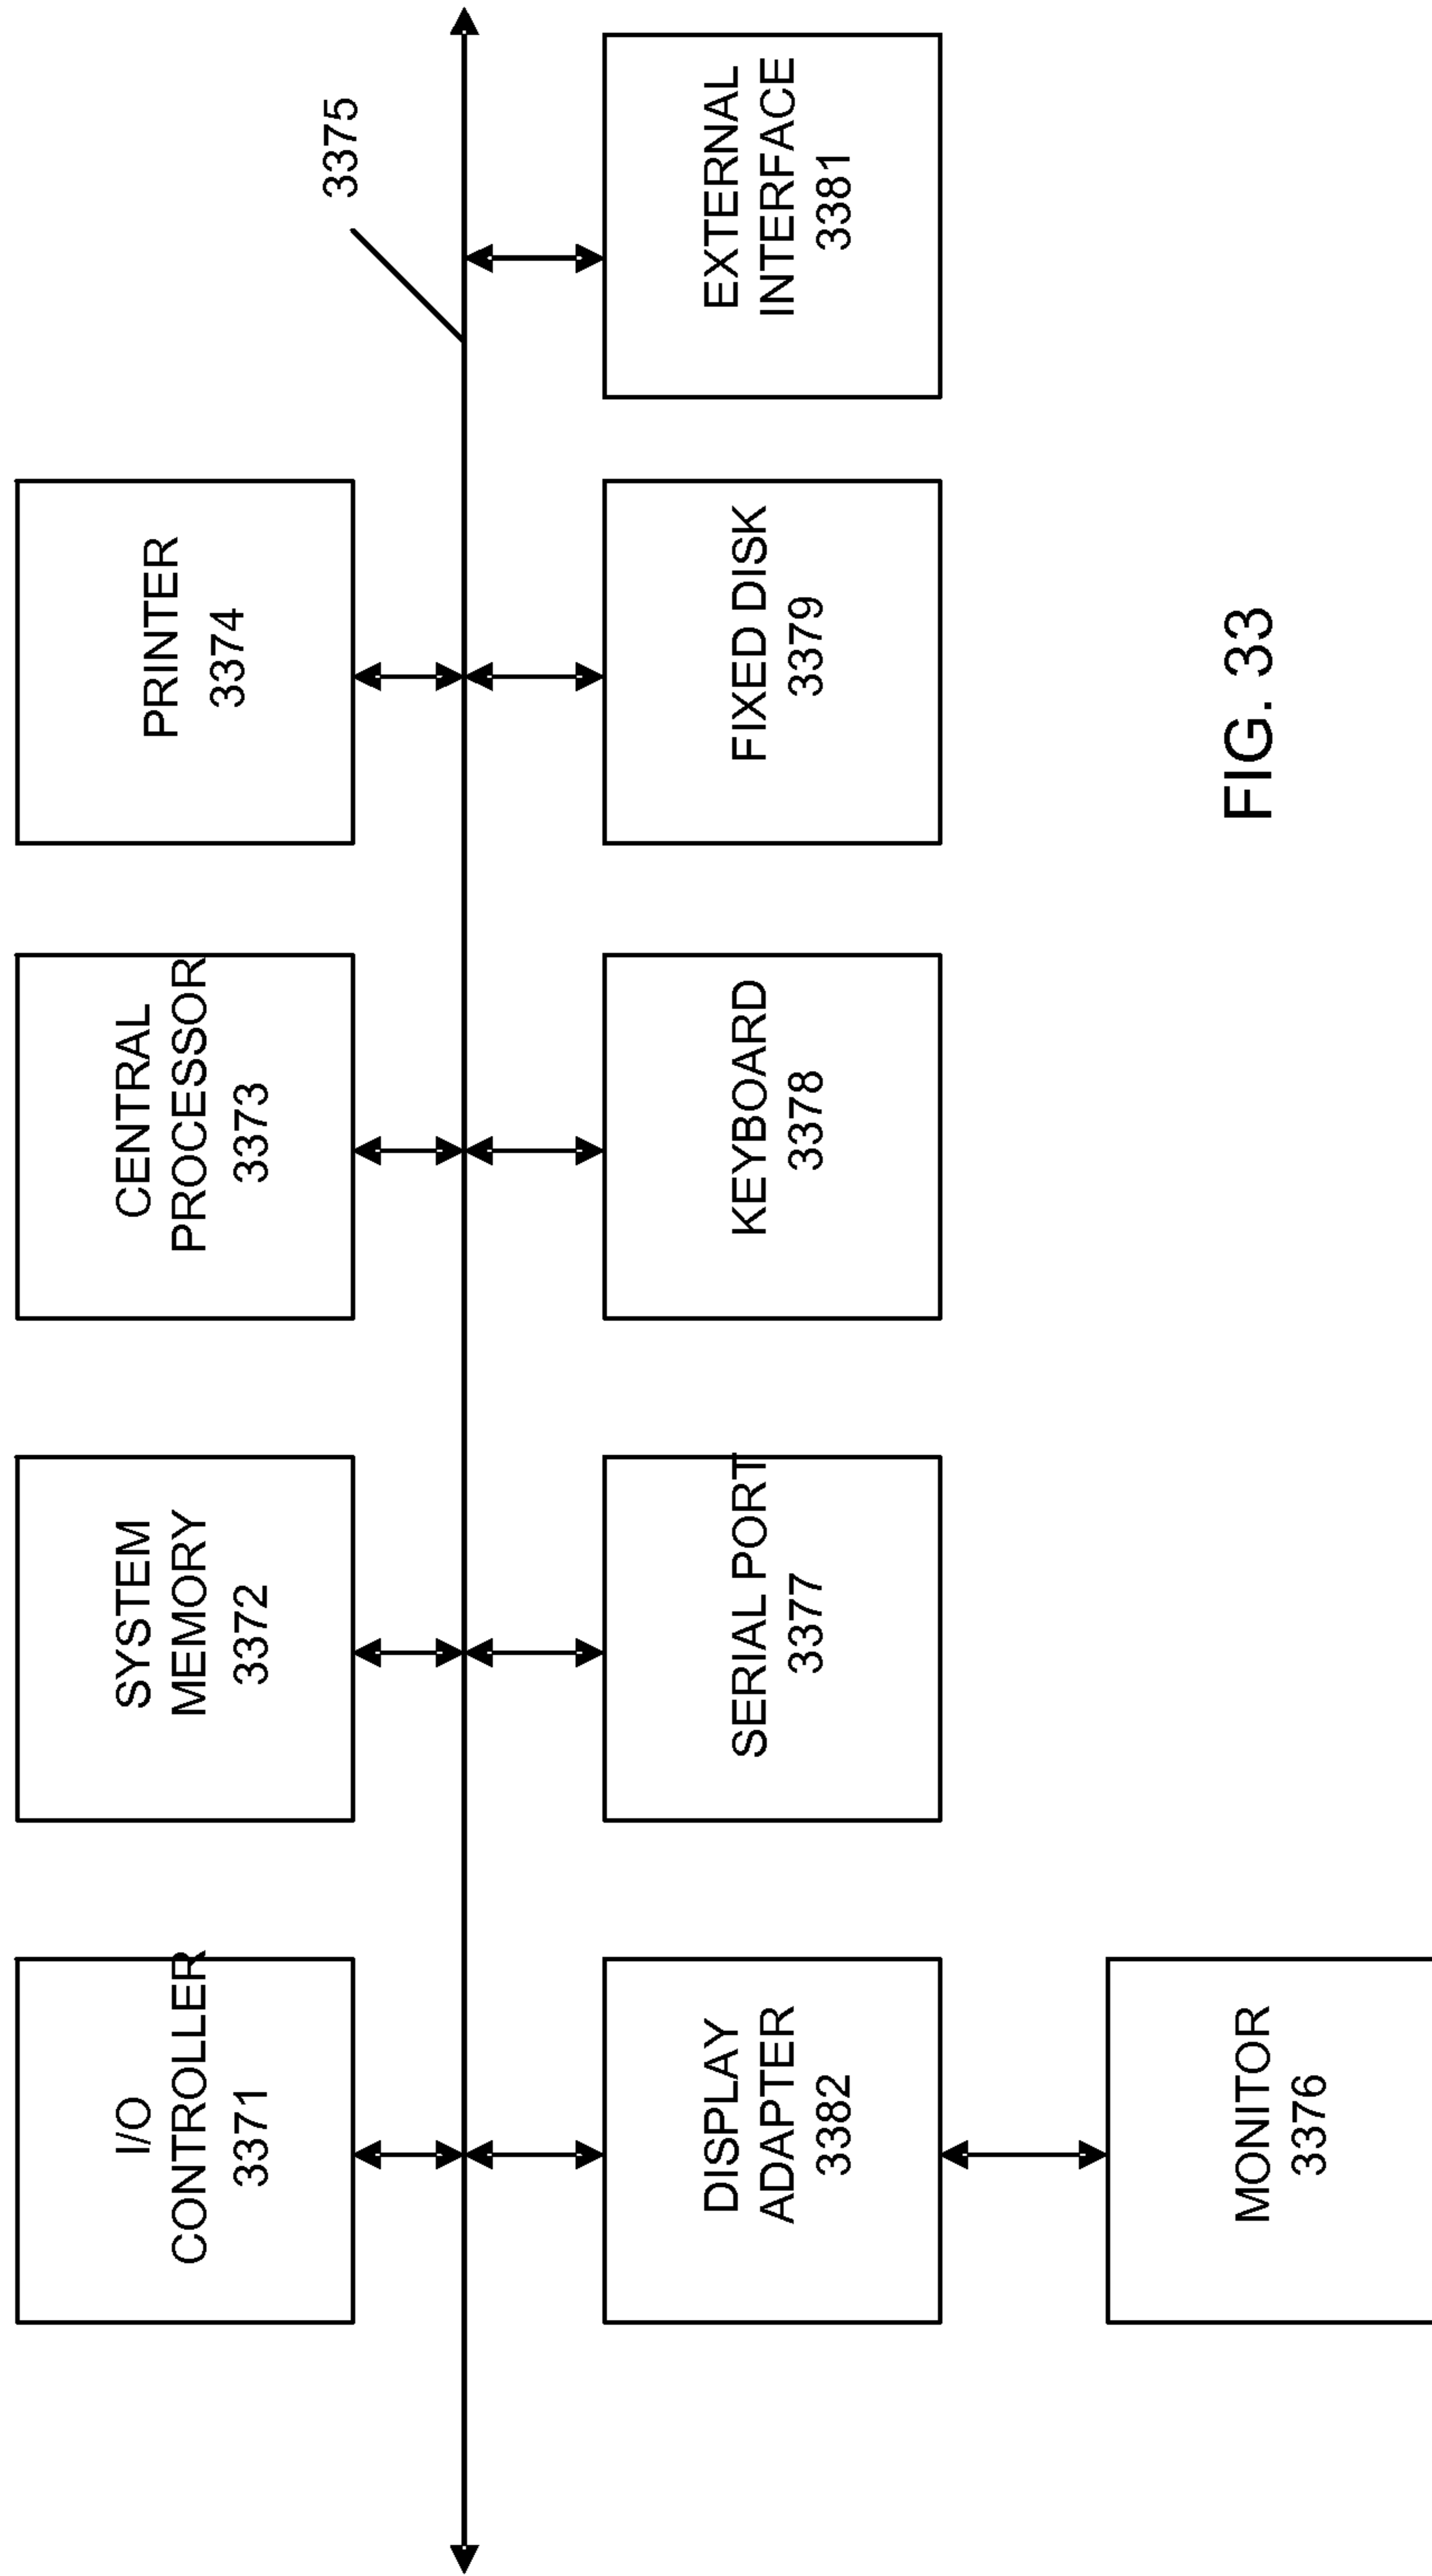 I/O
CONTROLLER
3371
SYSTEM
MEMORY
3372
CENTRAL
PROCESSOR
3373
PRINTER
3374
3375
DISPLAY
ADAPTER
3382
SERIAL PORT
3377
KEYBOARD
3378
FIXED DISK
3379
EXTERNAL
INTERFACE
3381
MONITOR
3376
FIG. 33